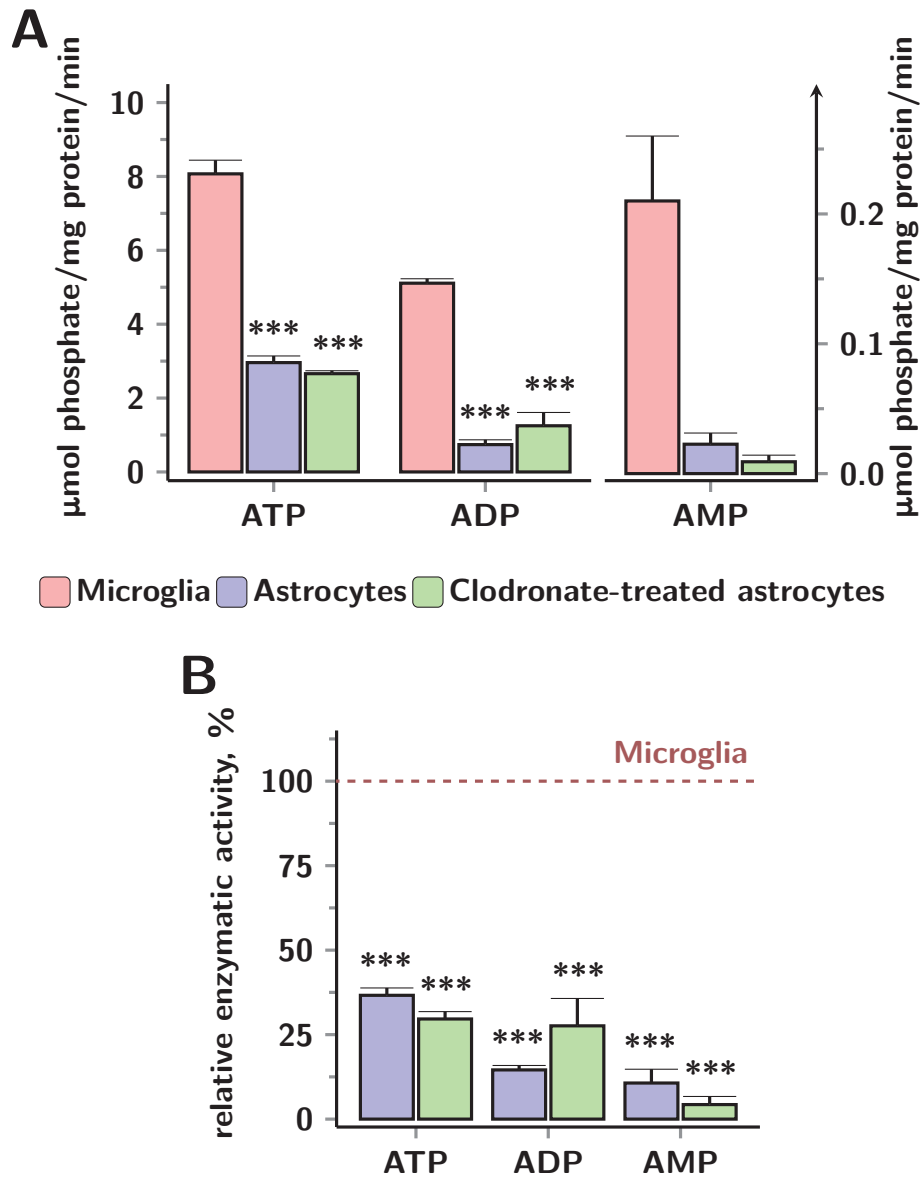 A
µmol phosphate/mg protein/min
10
8
6
4
2
0
*** ***
*** ***
ATP
ADP
AMP
0.2
0.1
0.0
µmol phosphate/mg protein/min
Microglia Astrocytes Clodronate-treated astrocytes
B
relative enzymatic activity, %
100
75
50
25
0
Microglia
*** ***
*** ***
*** ***
ATP
ADP
AMP